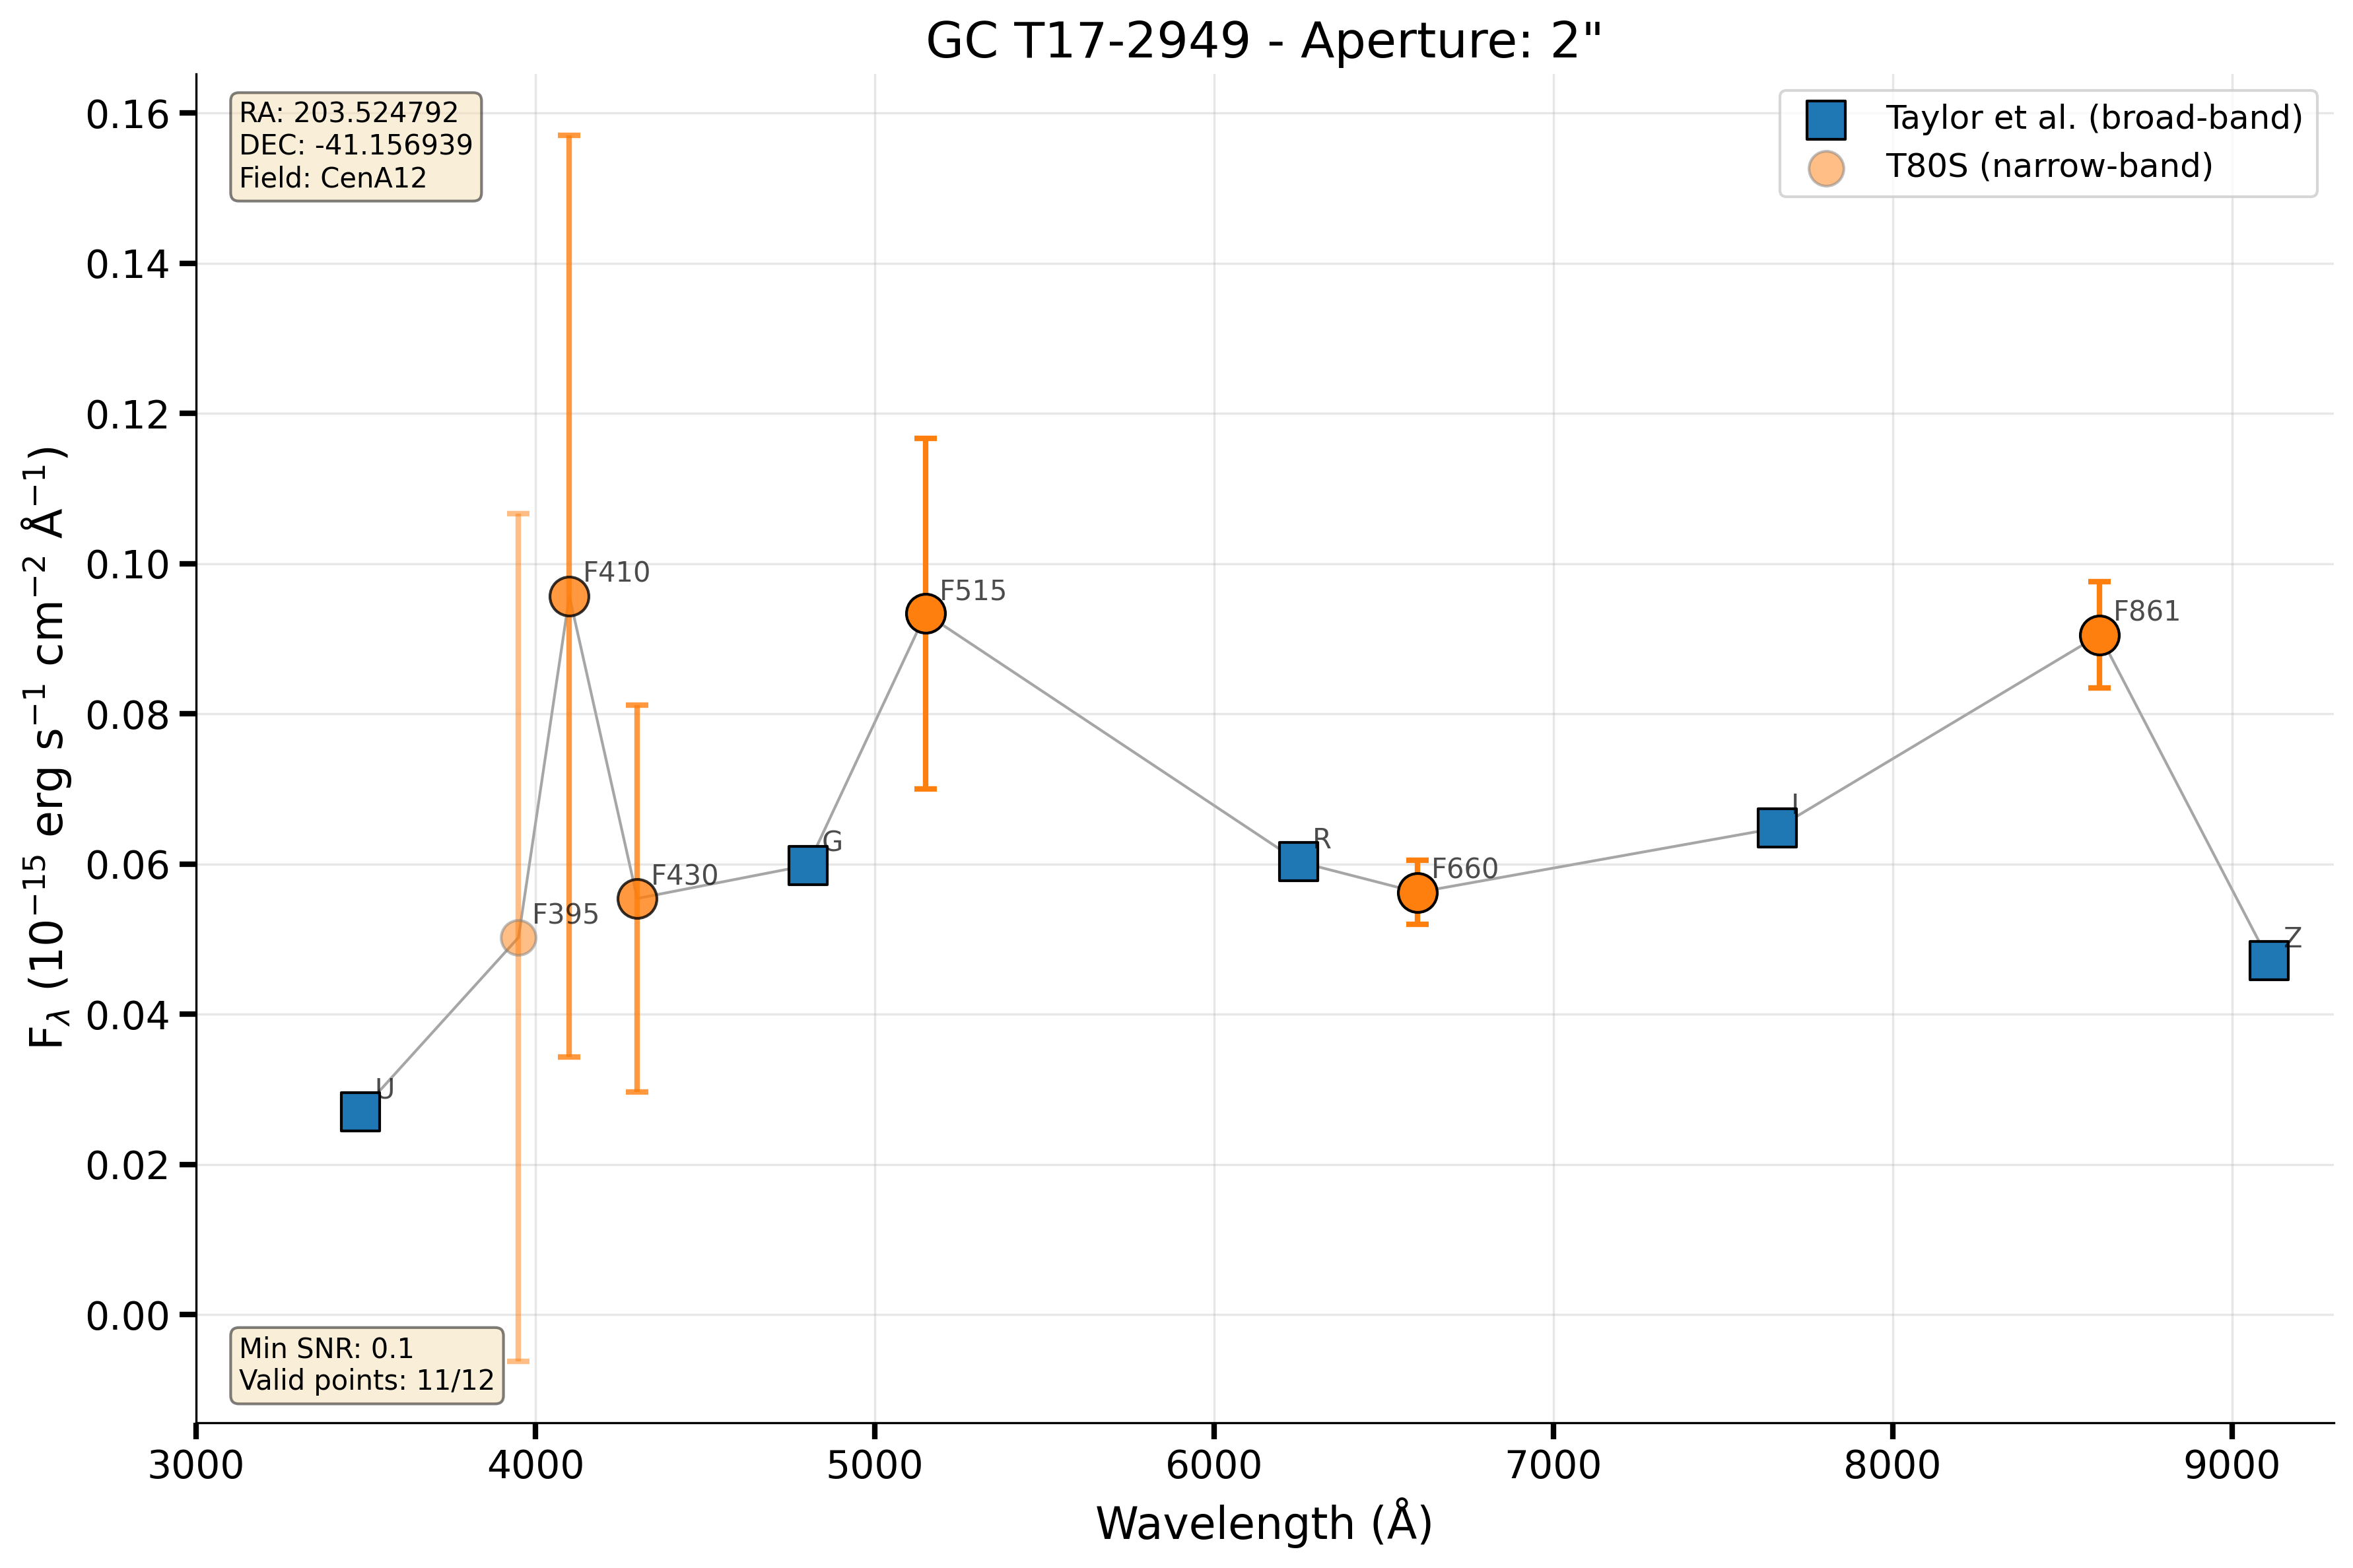 GC T17-2949 - Aperture: 2"
RA: 203.524792
DEC: -41.156939
Field: CenA12
Taylor et al. (broad-band)
T80S (narrow-band)
0.16
0.14
0.12
0.10
0.08
0.06
0.04
0.02
0.00
F$_{λ}$ (10$^{-15}$ erg s$^{-1}$ cm$^{-2}$ Å$^{-1}$)
U
F395
F410
F430
G
F515
R
F660
I
F861
Z
Min SNR: 0.1
Valid points: 11/12
3000 4000 5000 6000 7000 8000 9000
Wavelength (Å)